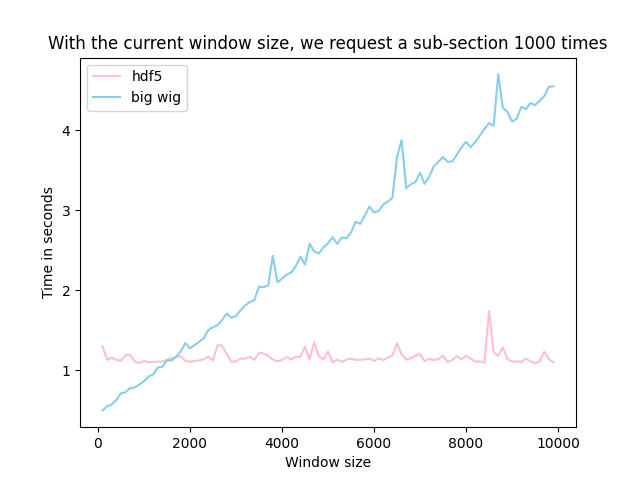 With the current window size, we request a sub-section 1000 times
hdf5
big wig
Time in seconds
4
3
2
1
0 2000 4000 6000 8000 10000
Window size